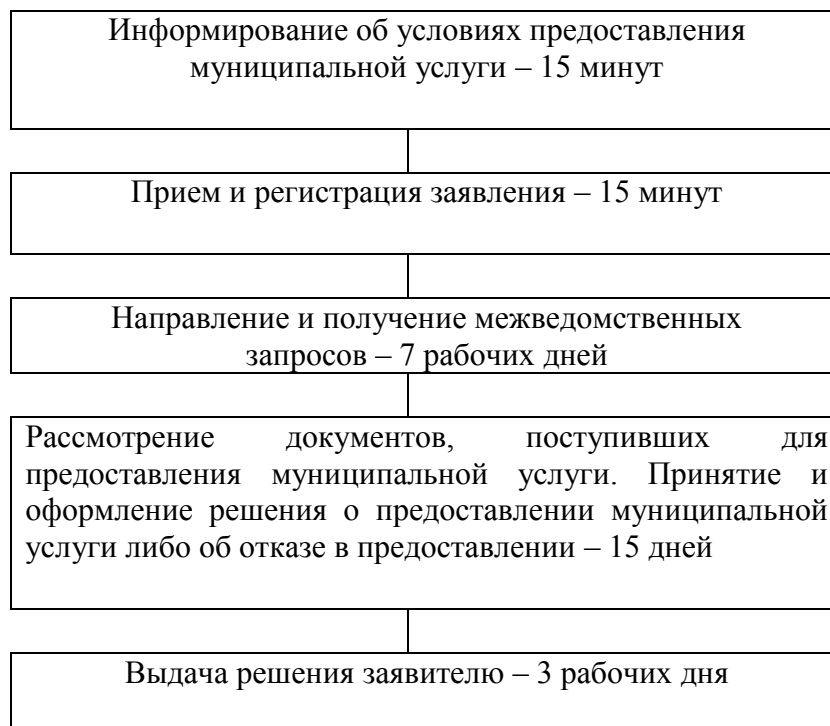 Информирование об условиях предоставления
муниципальной услуги – 15 минут
Прием и регистрация заявления – 15 минут
Направление и получение межведомственных
запросов – 7 рабочих дней
Рассмотрение документов, поступивших для
предоставления муниципальной услуги. Принятие и
оформление решения о предоставлении муниципальной
услуги либо об отказе в предоставлении – 15 дней
Выдача решения заявителю – 3 рабочих дня